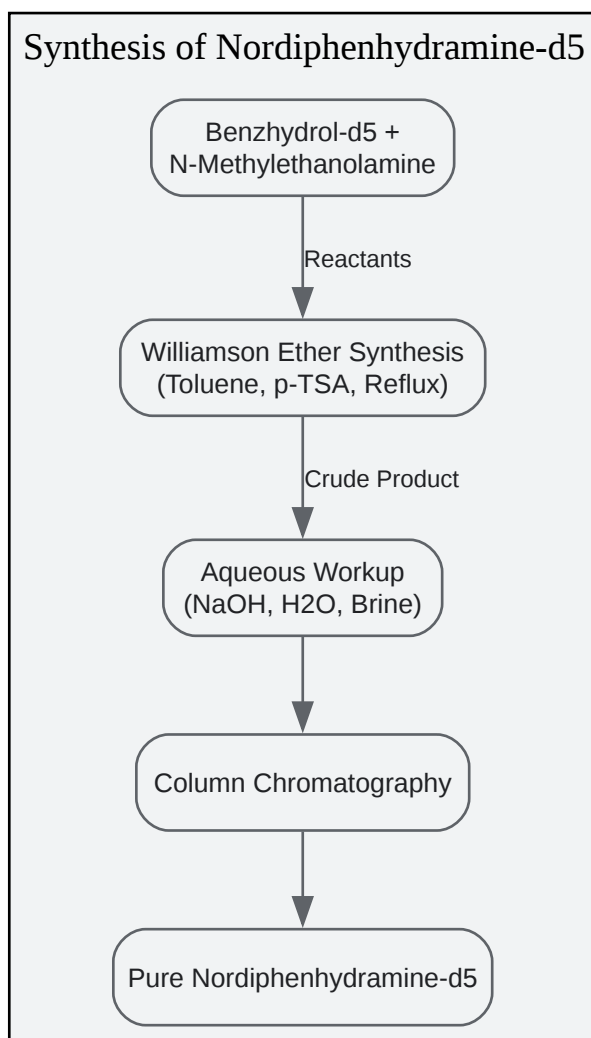 Synthesis of Nordiphenhydramine-d5
Benzhydrol-d5 +
N-Methylethanolamine
Reactants
Williamson Ether Synthesis
(Toluene, p-TSA, Reflux)
Crude Product
Aqueous Workup
(NaOH, H2O, Brine)
Column Chromatography
Pure Nordiphenhydramine-d5